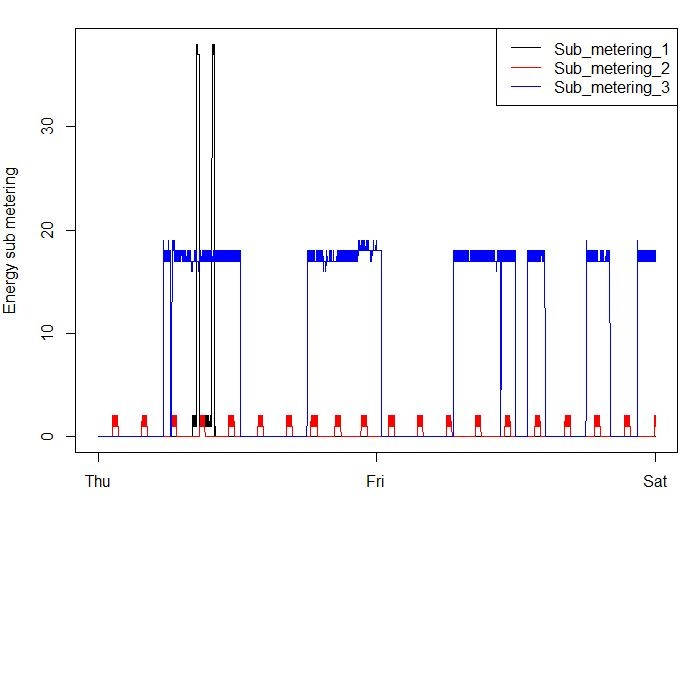 Sub_metering_1
Sub_metering_2
Sub_metering_3
Energy sub metering
30
20
10
0
Thu Fri Sat